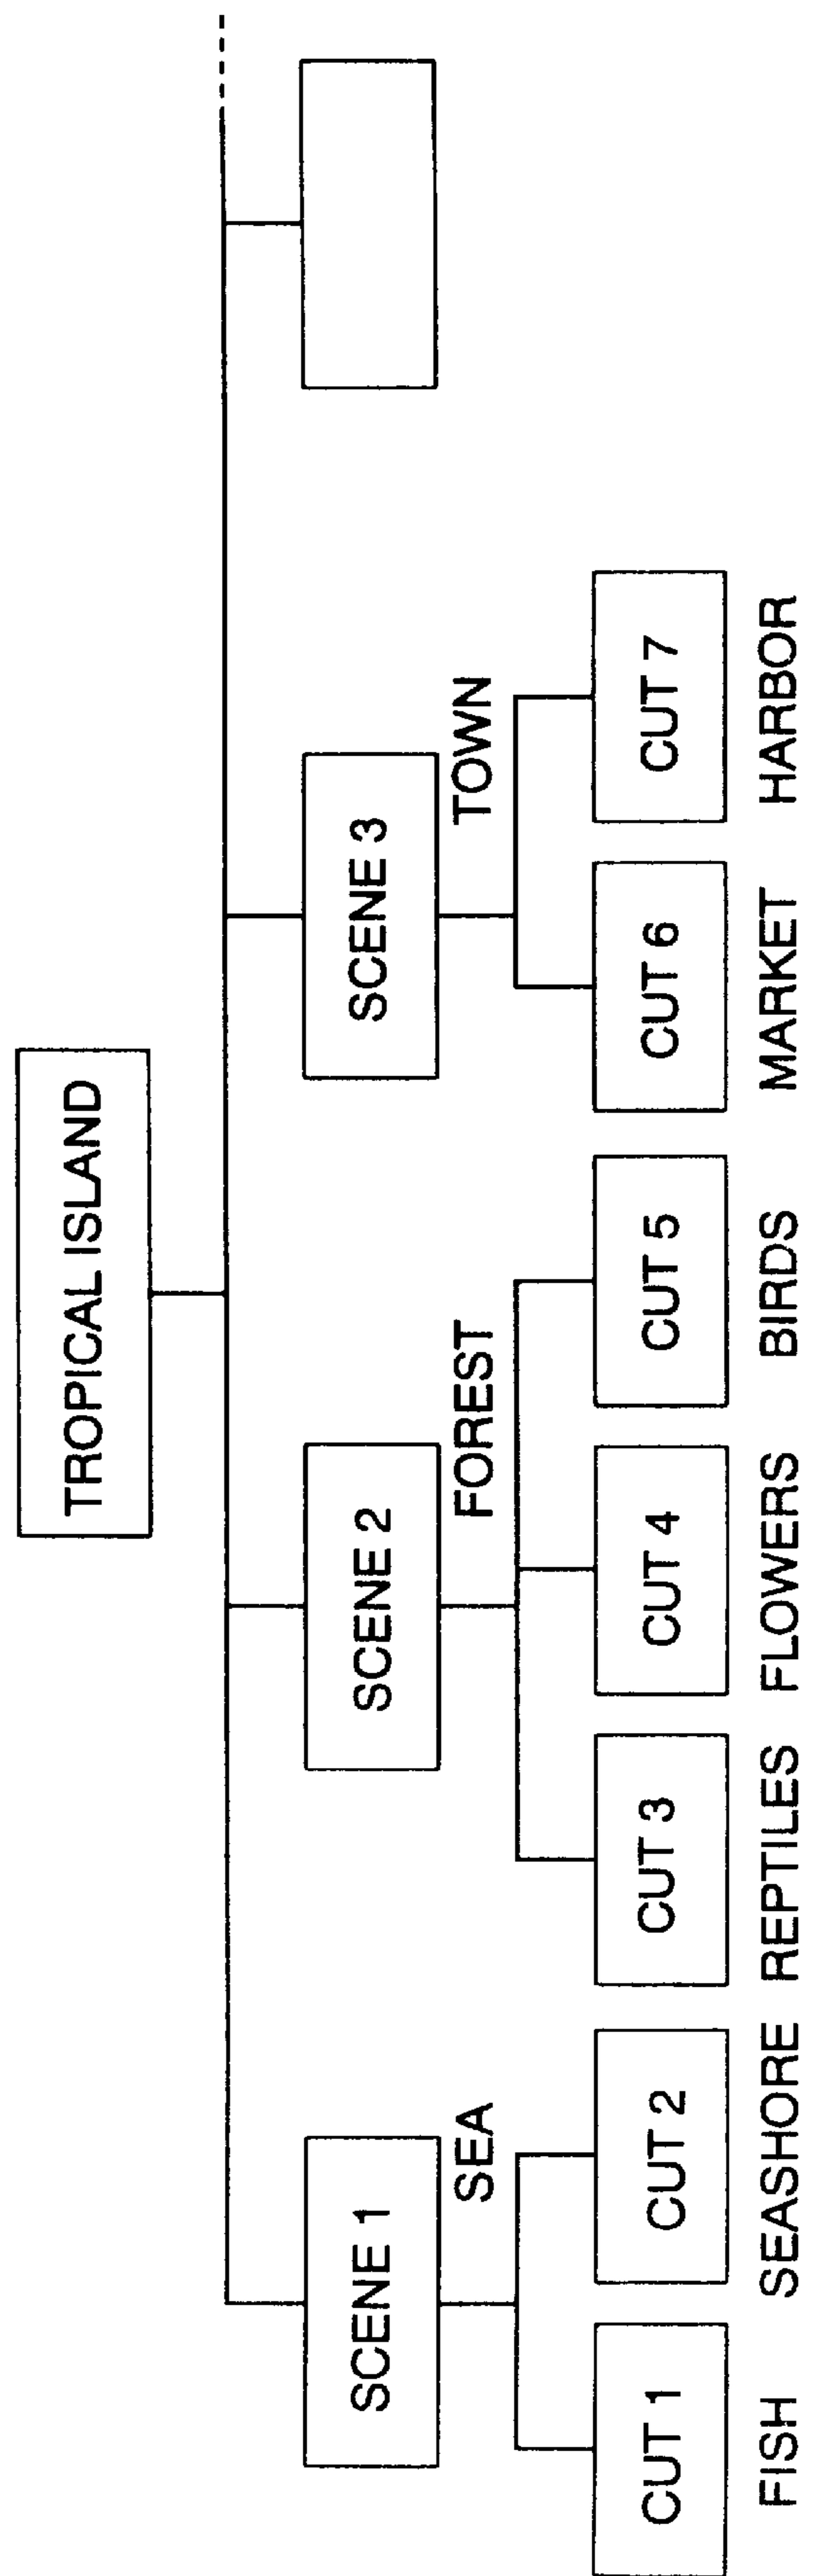 TROPICAL ISLAND
SCENE 1
SCENE 2
SCENE 3
SEA
FOREST
TOWN
CUT 1
CUT 2
CUT 3
CUT 4
CUT 5
CUT 6
CUT 7
FISH
SEASHORE
REPTILES
FLOWERS
BIRDS
MARKET
HARBOR